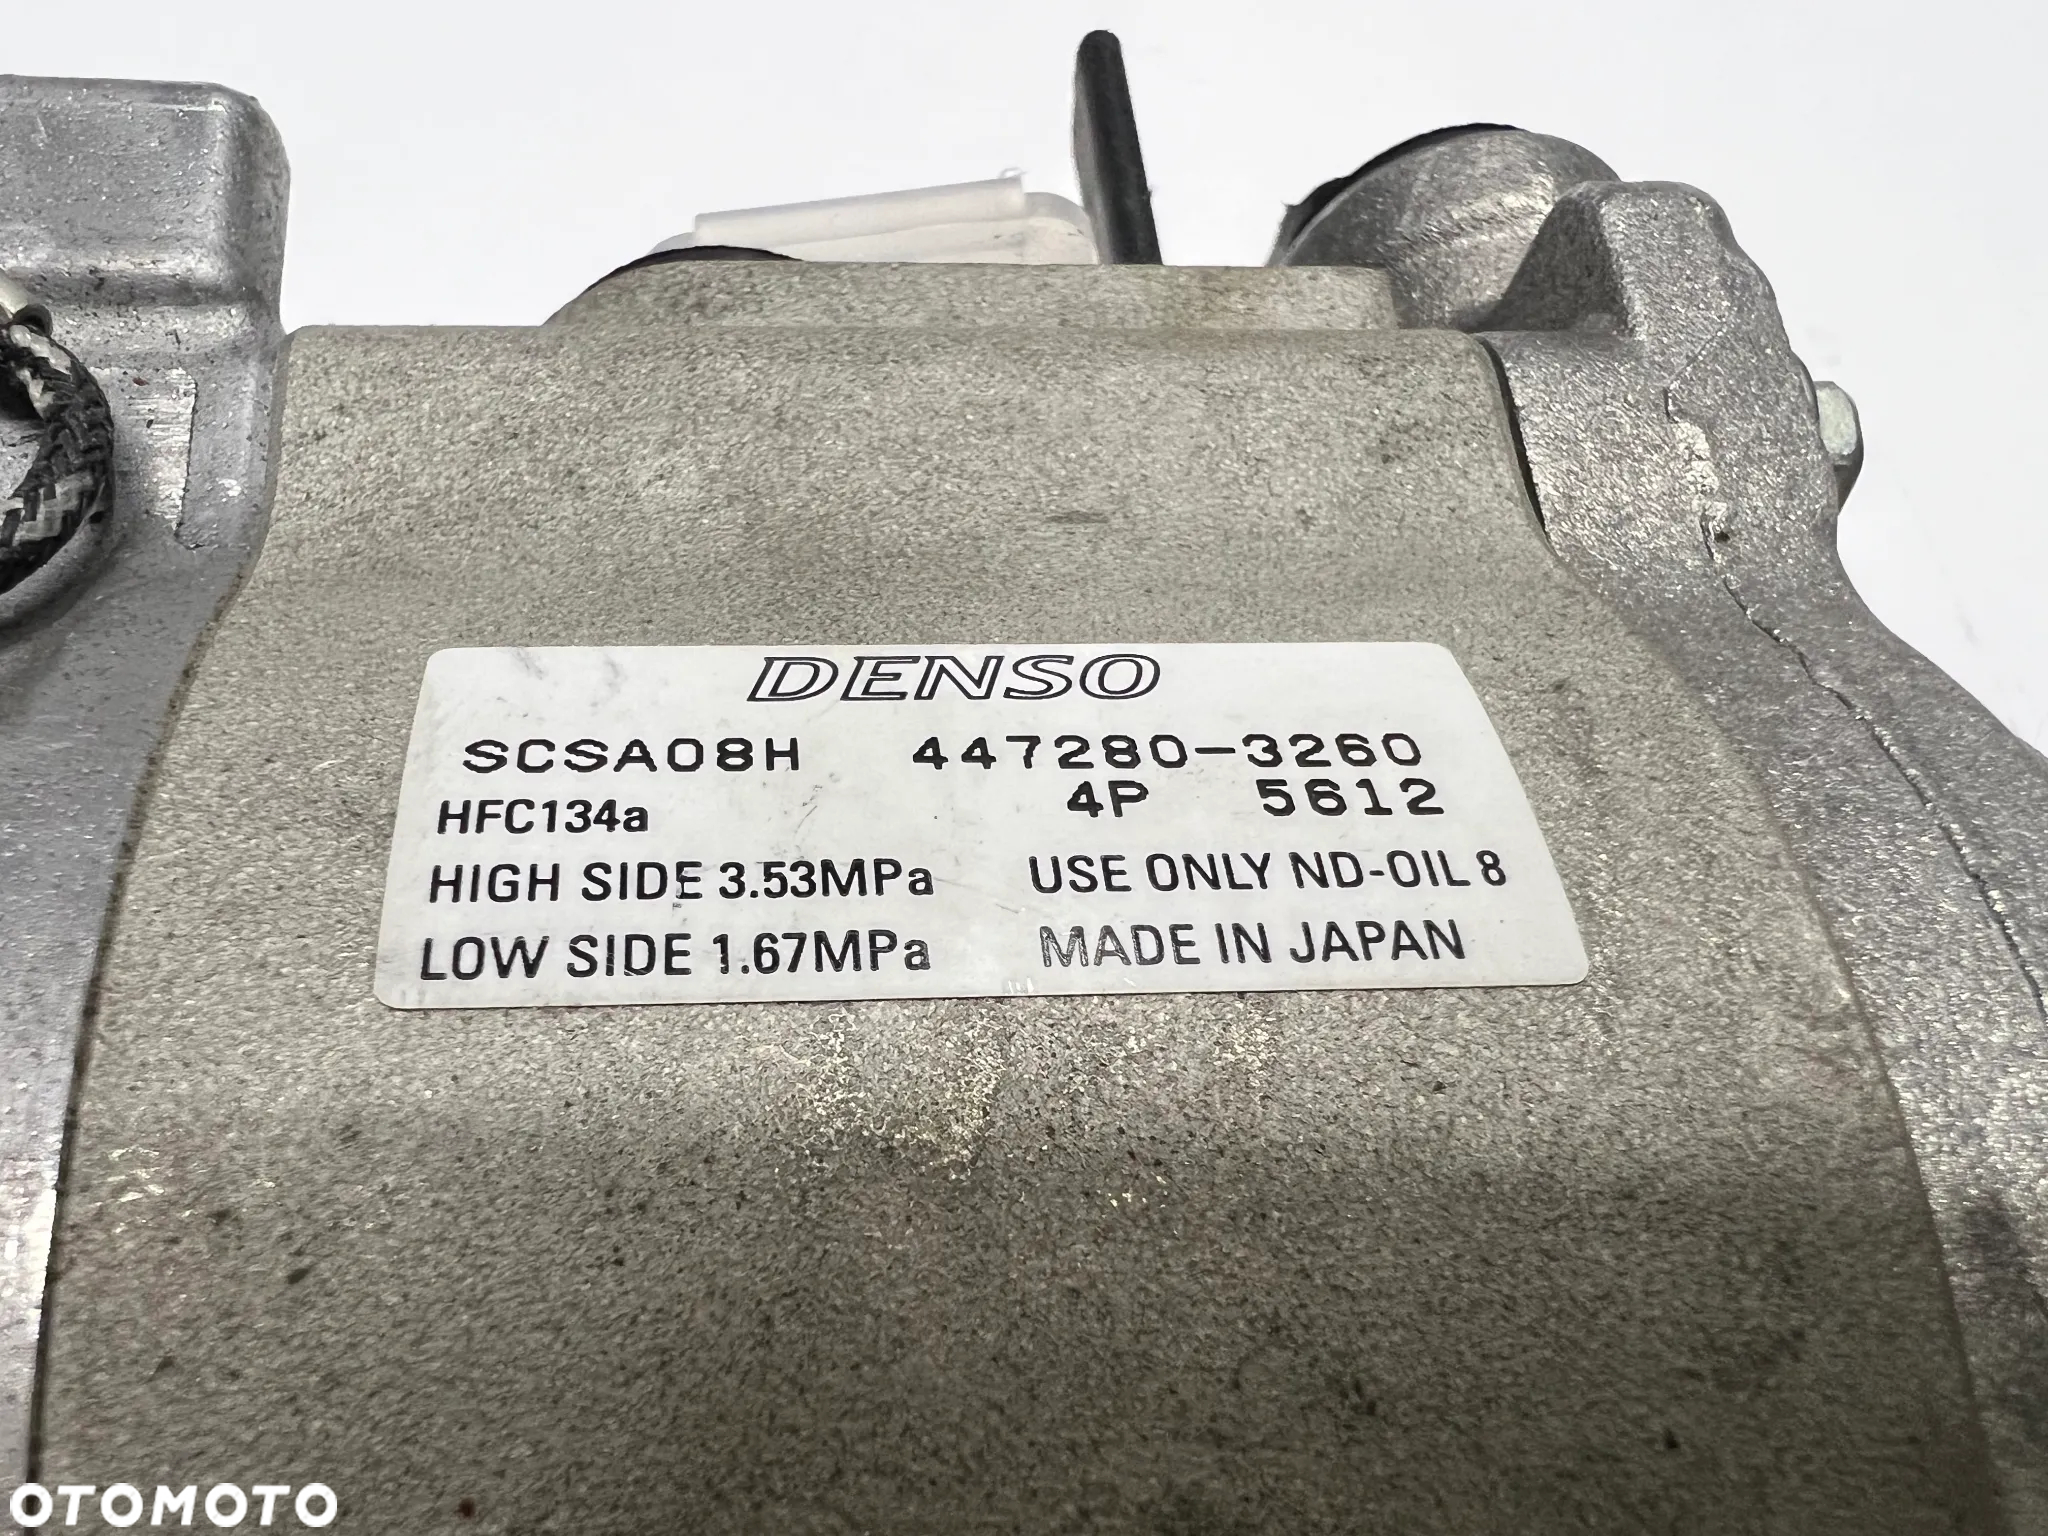 DENSO
SCSA08H 447280-3260
HFC134a 4P 5612
HIGH SIDE 3.53MPa USE ONLY ND-OIL 8
LOW SIDE 1.67MPa MADE IN JAPAN
OTOMOTO